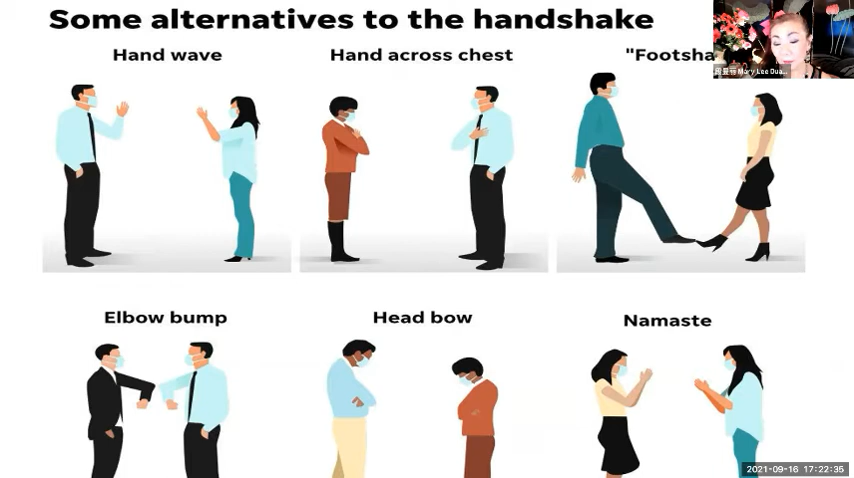 Some alternatives to the handshake
Hand wave
Hand across chest
"Footsha
Mary Lee Dua...
Elbow bump
Head bow
Namaste
2021-09-16 17:22:35